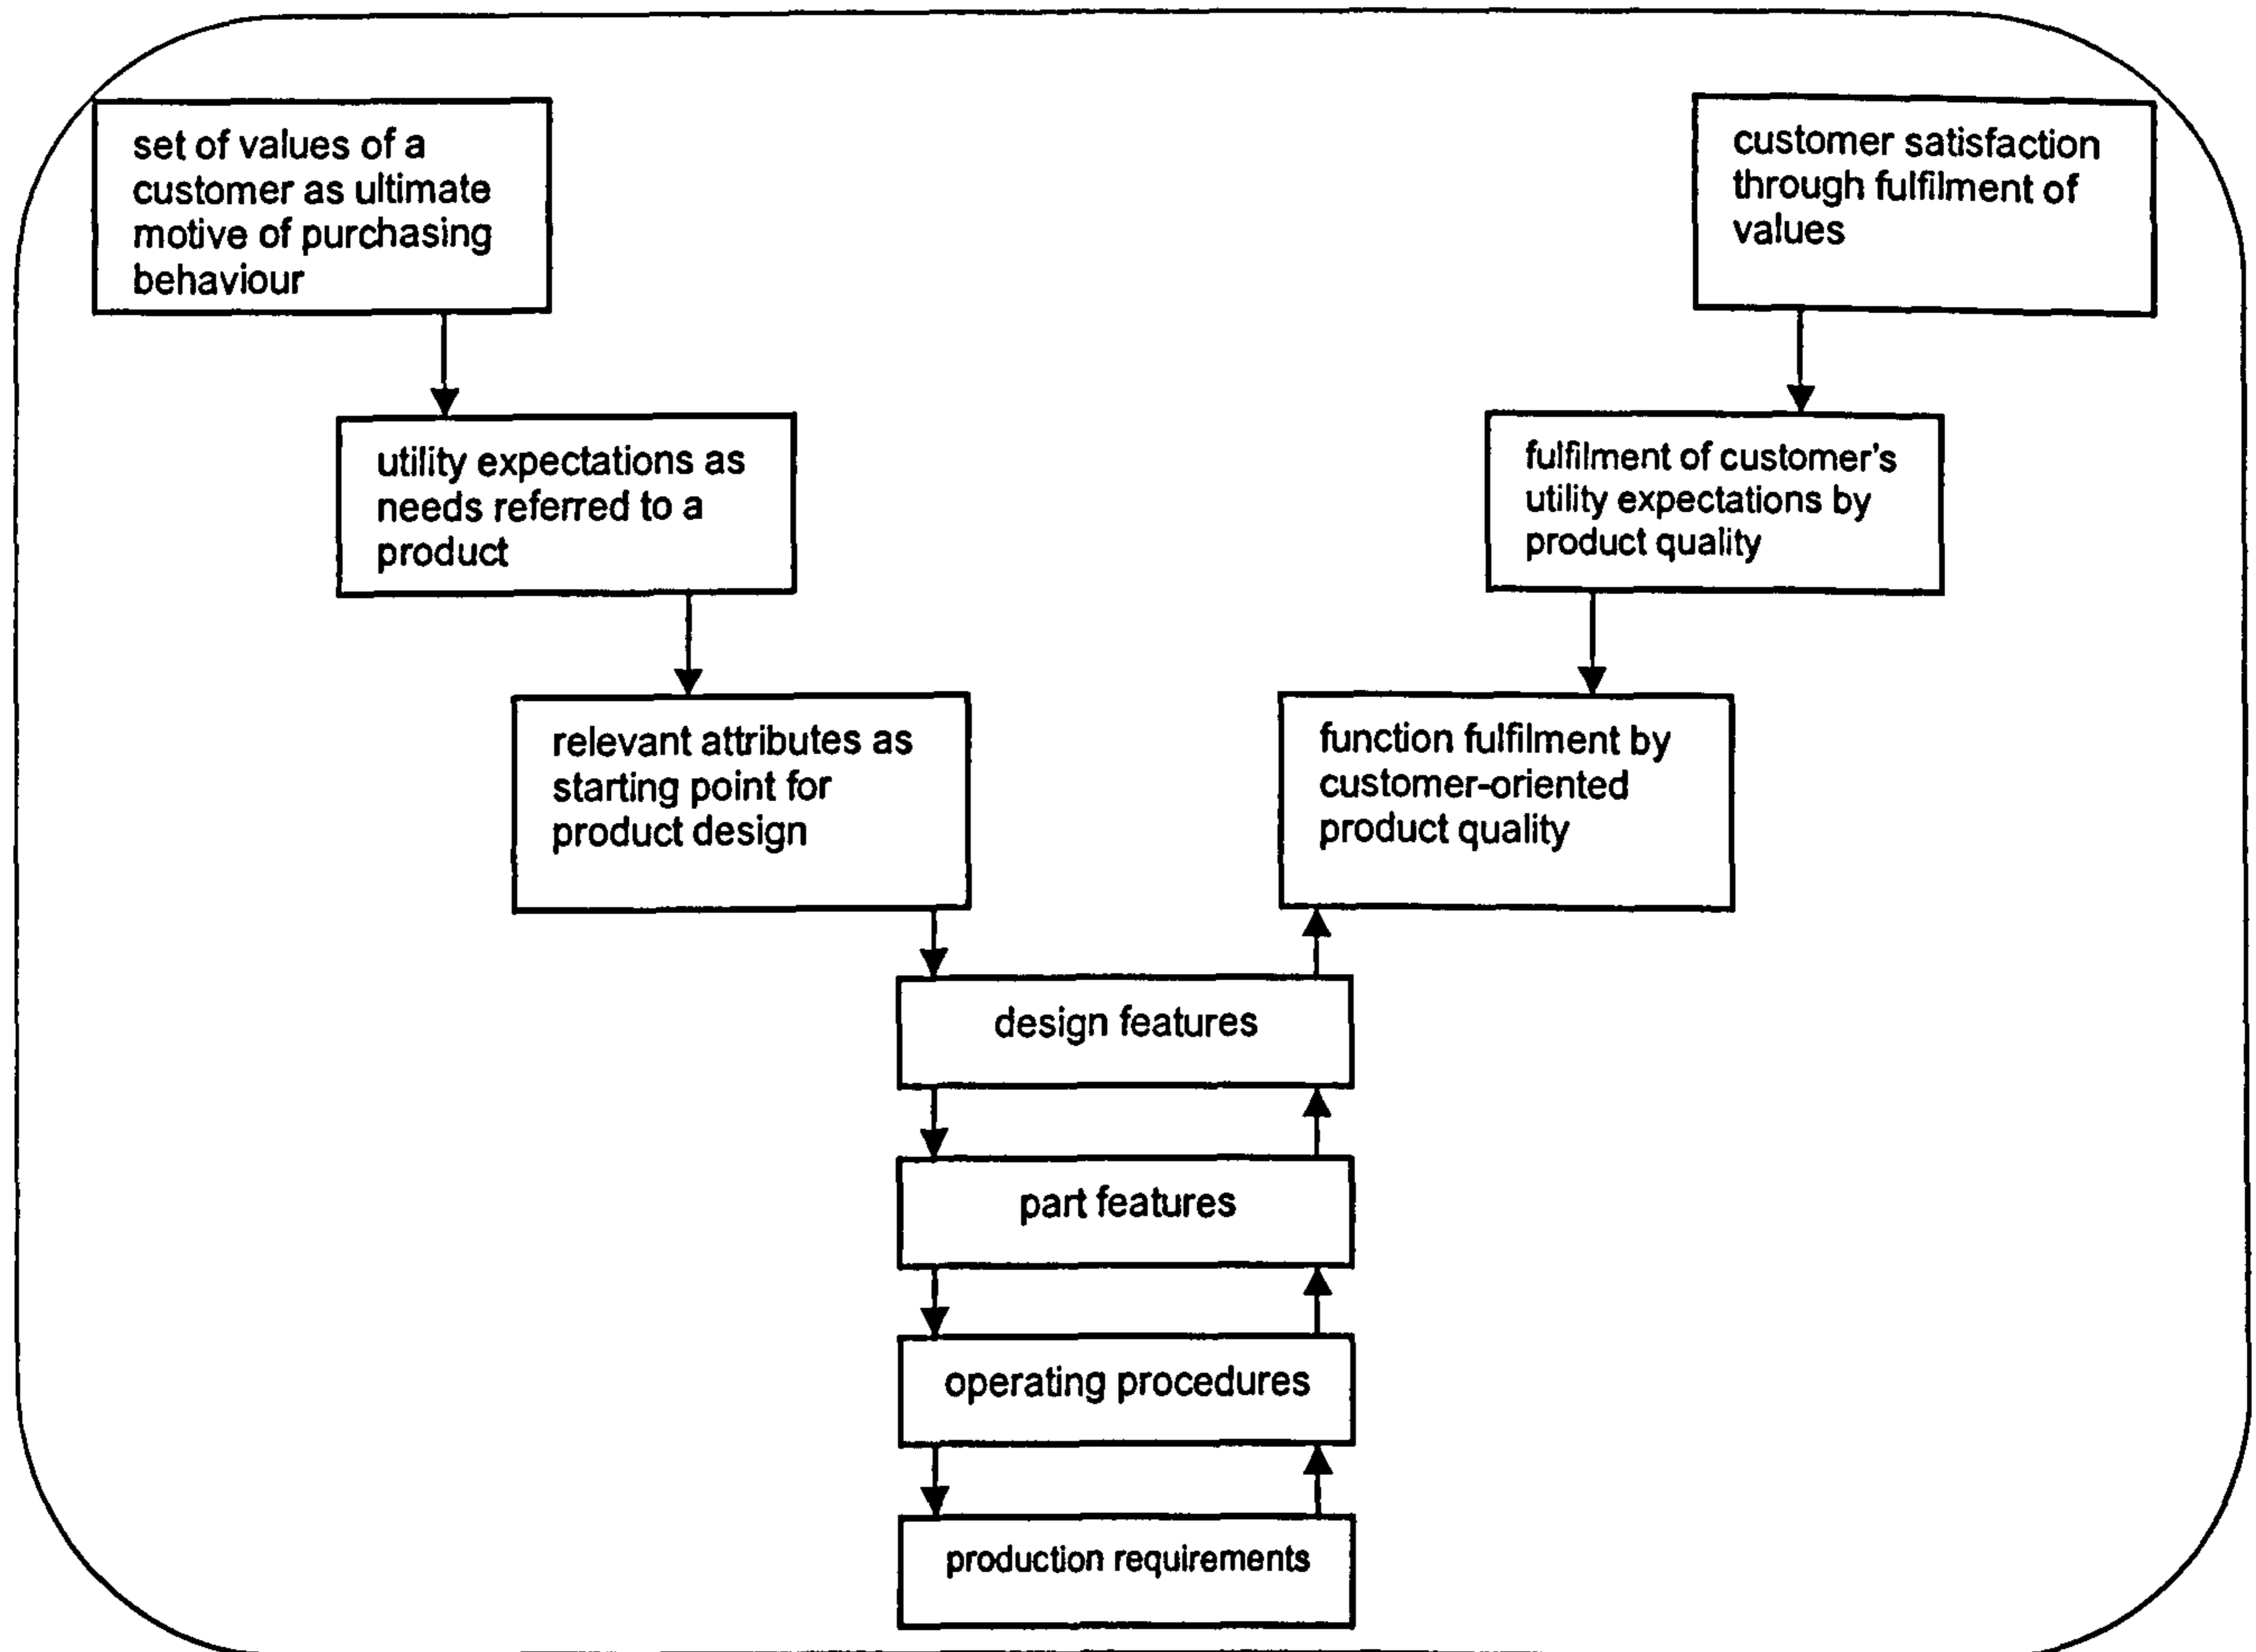 set of values of a
customer as ultimate
motive of purchasing
behaviour
customer satisfaction
through fulfilment of
values
utility expectations as
needs referred to a
product
fulfilment of customer's
utility expectations by
product quality
relevant attributes as
starting point for
product design
function fulfilment by
customer-oriented
product quality
design features
part features
operating procedures
production requirements